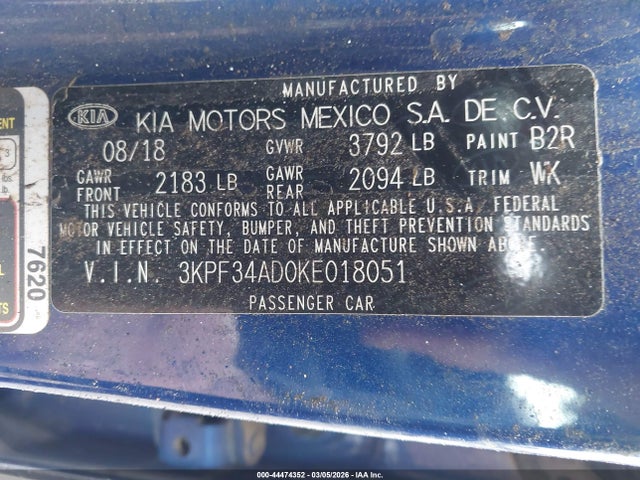 MANUFACTURED BY
KIA KIA MOTORS MEXICO S.A. DE C.V.
08/18 GVWR 3792 LB PAINT B2R
GAWR FRONT 2183 LB GAWR REAR 2094 LB TRIM WK
THIS VEHICLE CONFORMS TO ALL APPLICABLE U.S.A. FEDERAL
MOTOR VEHICLE SAFETY, BUMPER, AND THEFT PREVENTION STANDARDS
IN EFFECT ON THE DATE OF MANUFACTURE SHOWN ABOVE.
V.I.N. 3KPF34AD0KE018051
PASSENGER CAR
7620
000-44474352 | 03/05/2026 - IAA Inc.